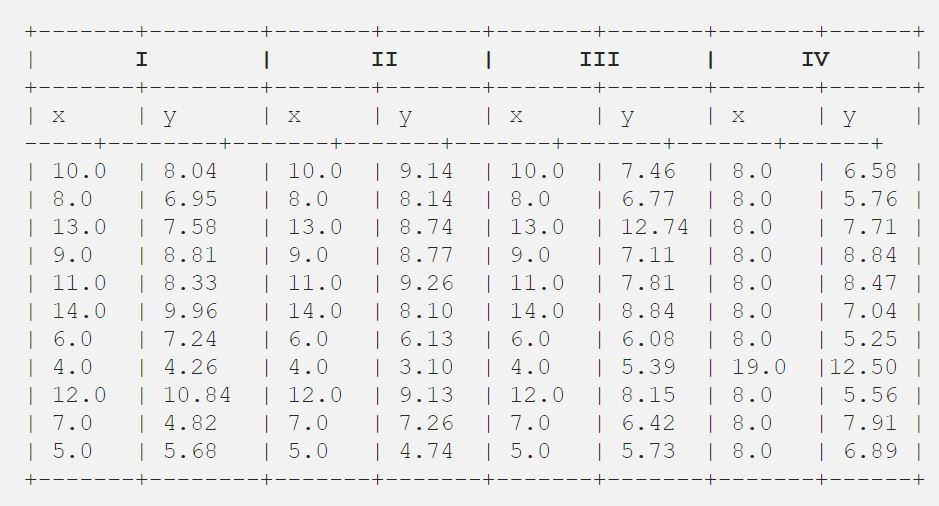 +-------+--------+-------+-------+-------+-------+-------+------+
|       I        |       II      |      III      |      IV      |
+-------+--------+-------+-------+-------+-------+-------+------+
| x     | y      | x     | y     | x     | y     | x     | y    |
-----+--------+-------+-------+-------+-------+-------+------+
| 10.0  | 8.04   | 10.0  | 9.14  | 10.0  | 7.46  | 8.0   | 6.58 |
| 8.0   | 6.95   | 8.0   | 8.14  | 8.0   | 6.77  | 8.0   | 5.76 |
| 13.0  | 7.58   | 13.0  | 8.74  | 13.0  | 12.74 | 8.0   | 7.71 |
| 9.0   | 8.81   | 9.0   | 8.77  | 9.0   | 7.11  | 8.0   | 8.84 |
| 11.0  | 8.33   | 11.0  | 9.26  | 11.0  | 7.81  | 8.0   | 8.47 |
| 14.0  | 9.96   | 14.0  | 8.10  | 14.0  | 8.84  | 8.0   | 7.04 |
| 6.0   | 7.24   | 6.0   | 6.13  | 6.0   | 6.08  | 8.0   | 5.25 |
| 4.0   | 4.26   | 4.0   | 3.10  | 4.0   | 5.39  | 19.0  |12.50 |
| 12.0  | 10.84  | 12.0  | 9.13  | 12.0  | 8.15  | 8.0   | 5.56 |
| 7.0   | 4.82   | 7.0   | 7.26  | 7.0   | 6.42  | 8.0   | 7.91 |
| 5.0   | 5.68   | 5.0   | 4.74  | 5.0   | 5.73  | 8.0   | 6.89 |
+-------+--------+-------+-------+-------+-------+-------+------+